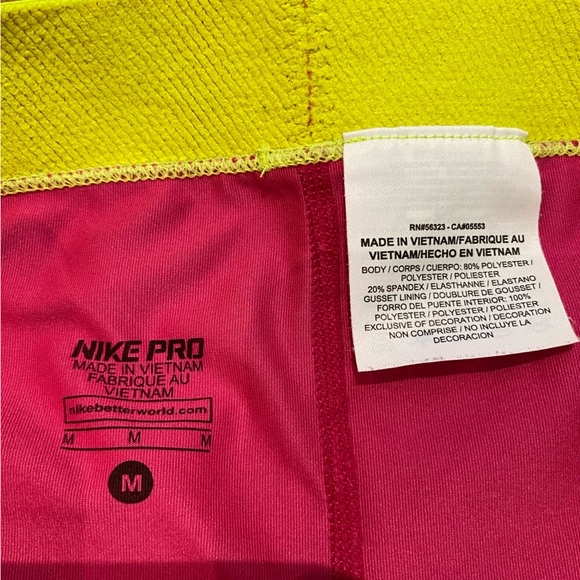 NIKE PRO
MADE IN VIETNAM
FABRIQUE AU
VIETNAM
nikebetterworld.com
M M M
M
RN#56323 - CA#05553
MADE IN VIETNAM/FABRIQUE AU
VIETNAM/HECHO EN VIETNAM
BODY / CORPS / CUERPO: 80% POLYESTER /
POLYESTER / POLIESTER
20% SPANDEX / ELASTHANNE / ELASTANO
GUSSET LINING / DOUBLURE DE GOUSSET /
FORRO DEL PUENTE INTERIOR: 100%
POLYESTER / POLYESTER / POLIESTER
EXCLUSIVE OF DECORATION / DECORATION
NON COMPRISE / NO INCLUYE LA
DECORACION